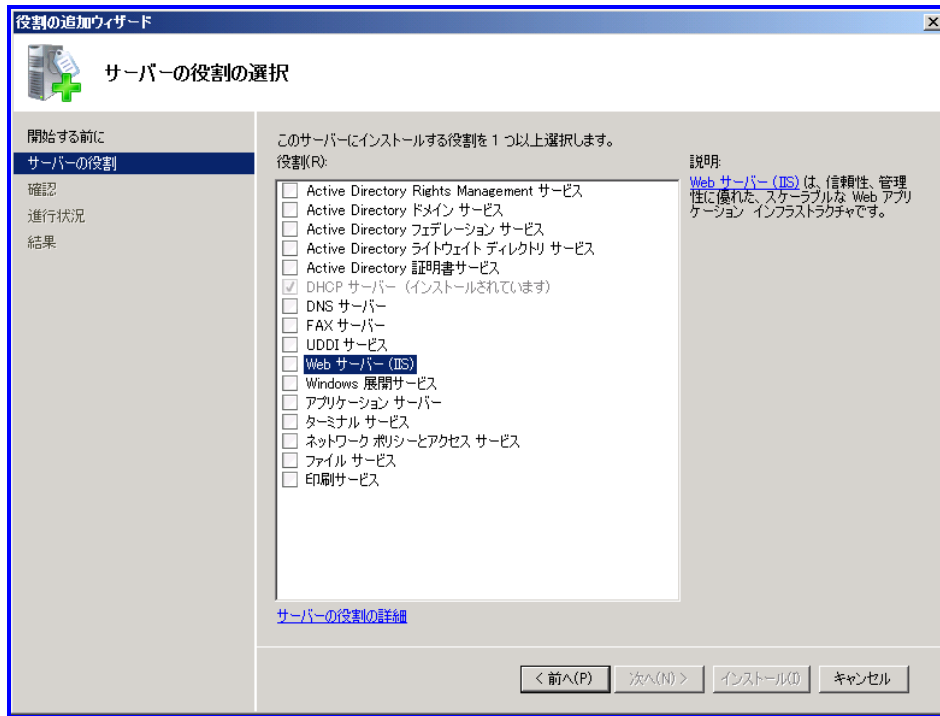 役割の追加ウィザード
サーバーの役割の選択
開始する前に
サーバーの役割
確認
進行状況
結果
このサーバーにインストールする役割を 1 つ以上選択します。
役割(R):
Active Directory Rights Management サービス
Active Directory ドメイン サービス
Active Directory フェデレーション サービス
Active Directory ライトウェイト ディレクトリ サービス
Active Directory 証明書サービス
DHCP サーバー (インストールされています)
DNS サーバー
FAX サーバー
UDDI サービス
Web サーバー (IIS)
Windows 展開サービス
アプリケーション サーバー
ターミナル サービス
ネットワーク ポリシーとアクセス サービス
ファイル サービス
印刷サービス
サーバーの役割の詳細
説明:
Web サーバー (IIS) は、信頼性、管理
性に優れた、スケーラブルな Web アプリ
ケーション インフラストラクチャです。
< 前へ(P)
次へ(N) >
インストール(I)
キャンセル